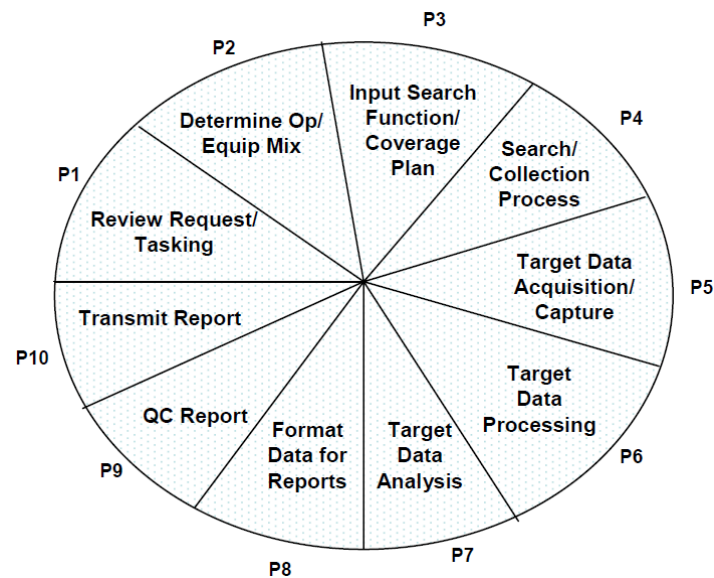 P1
Review Request/
Tasking
P2
Determine Op/
Equip Mix
P3
Input Search
Function/
Coverage
Plan
P4
Search/
Collection
Process
P5
Target Data
Acquisition/
Capture
P6
Target
Data
Processing
P7
Target
Data
Analysis
P8
Format
Data for
Reports
P9
QC Report
P10
Transmit Report